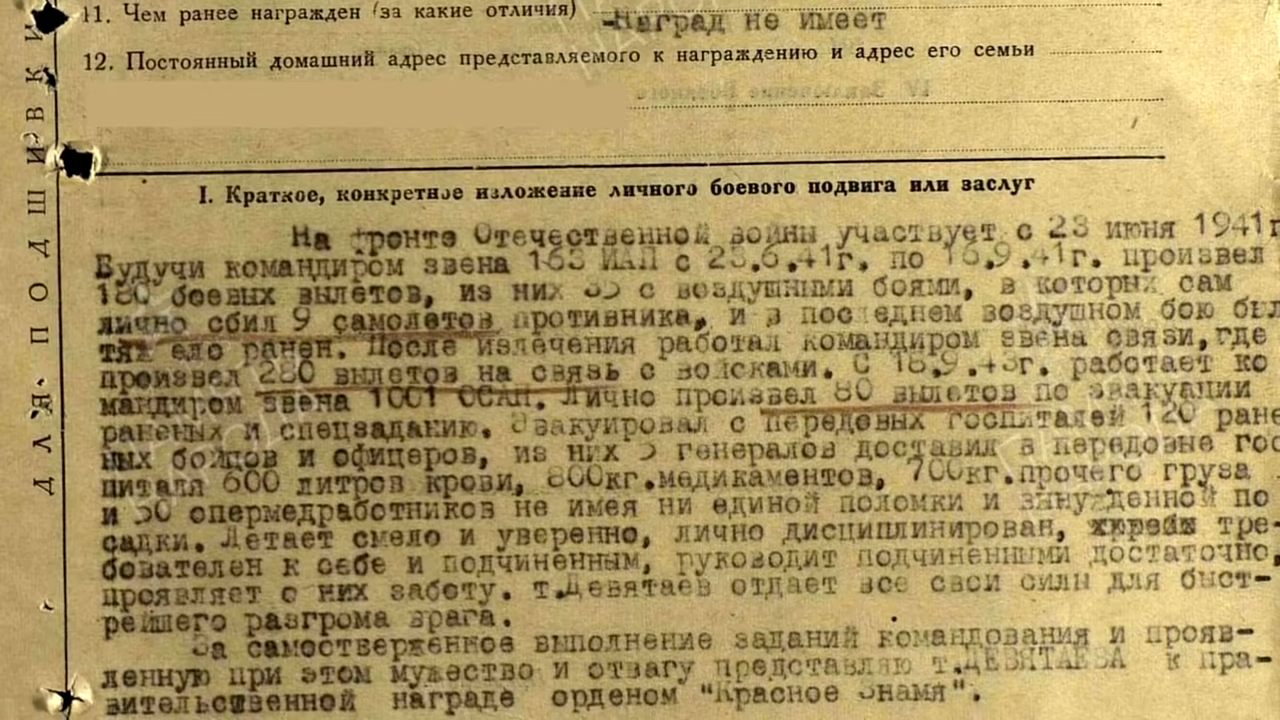 11. Чем ранее награжден (за какие отличия) -Наград не имеет
12. Постоянный домашний адрес представляемого к награждению и адрес его семьи
ДЛЯ ПОДШИВКИ
I. Краткое, конкретное изложение личного боевого подвига или заслуг
На фронте Отечественной войны участвует с 23 июня 1941г
Будучи командиром звена 163 ИАП с 23.6.41г. по 16.9.41г. произвел
180 боевых вылетов, из них 35 с воздушными боями, в которых сам
лично сбил 9 самолетов противника, и в последнем воздушном бою был
тяжело ранен. После излечения работал командиром звена связи, где
произвел 280 вылетов на связь с войсками. С 18.9.43г. работает ко
мандиром звена 1001 ОСАП. Лично произвел 80 вылетов по эвакуации
раненых и спецзаданию. Эвакуировал с передовых госпиталей 120 ране
ных бойцов и офицеров, из них 5 генералов доставил в передовые гос
питаля 600 литров крови, 800кг.медикаментов, 700кг.прочего груза
и 50 опермедработников не имея ни единой поломки и вынужденной по
садки. Летает смело и уверенно, лично дисциплинирован, тре-
бователен к себе и подчиненным, руководит подчиненными достаточно,
проявляет о них заботу. т.Девятаев отдает все свои силы для быст-
рейшего разгрома врага.
За самостверженное выполнение заданий командования и прояв-
ленную при этом мужество и отвагу представляю т.ДЕВЯТАЕВА к пра-
вительственной награде орденом "Красное Знамя".